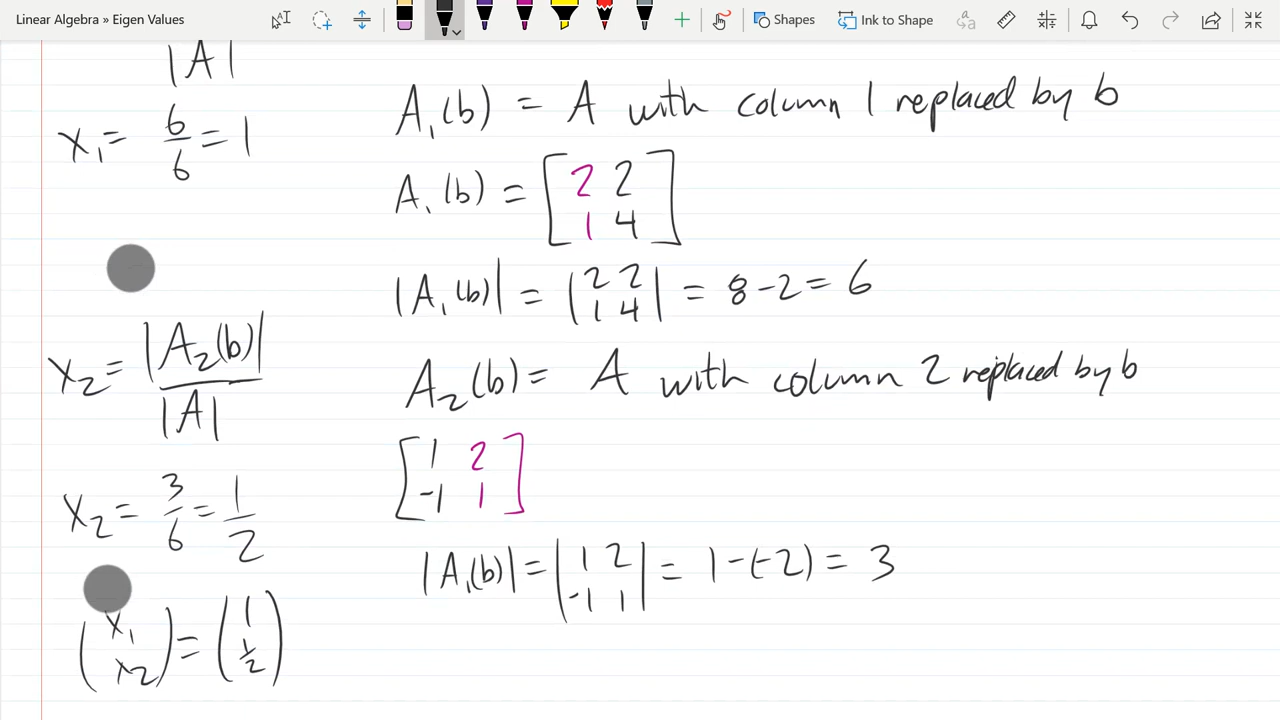 Linear Algebra » Eigen Values
Shapes
Ink to Shape
|A|
x₁ = 6/6 = 1
A₁(b) = A with column 1 replaced by b
A₁(b) = [2 2
1 4]
|A₁(b)| = |2 2
1 4| = 8 - 2 = 6
x₂ = |A₂(b)|
|A|
A₂(b) = A with column 2 replaced by b
[1 2
-1 1]
x₂ = 3/6 = 1/2
|A₁(b)| = |1 2
-1 1| = 1 - (-2) = 3
(x₁
x₂) = (1
1/2)